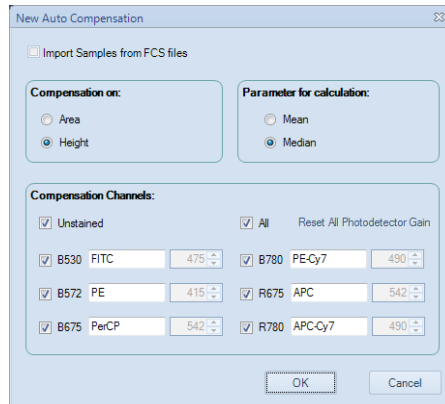 New Auto Compensation
Import Samples from FCS files
Compensation on:
Area
Height
Parameter for calculation:
Mean
Median
Compensation Channels:
Unstained
All
Reset All Photodetector Gain
B530 FITC 475
B780 PE-Cy7 490
B572 PE 415
R675 APC 542
B675 PerCP 542
R780 APC-Cy7 490
OK
Cancel